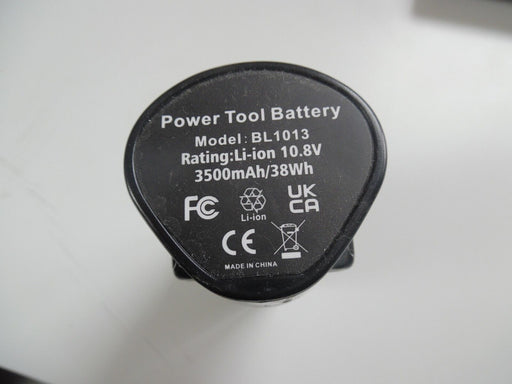 Power Tool Battery
Model: BL1013
Rating:Li-ion 10.8V
3500mAh/38Wh
FC
Li-ion
UK
CA
CE
MADE IN CHINA